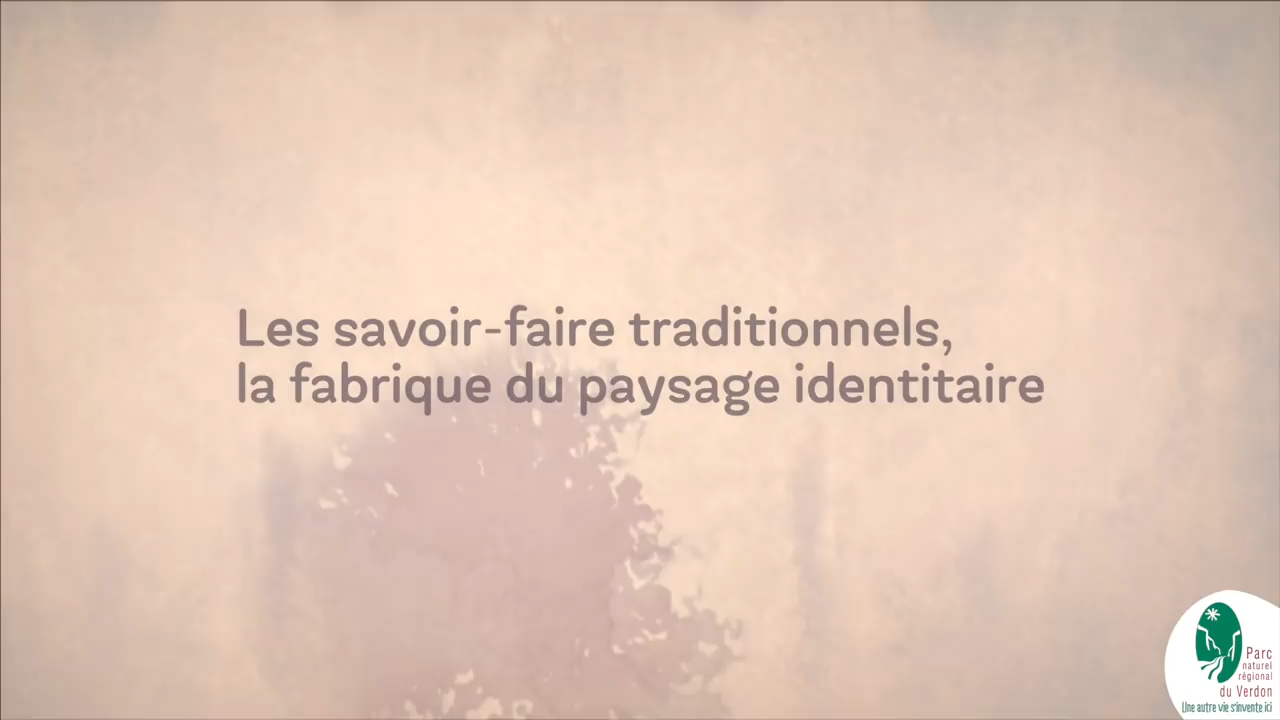 Les savoir-faire traditionnels,
la fabrique du paysage identitaire
Parc
naturel
régional
du Verdon
Une autre vie s'invente ici